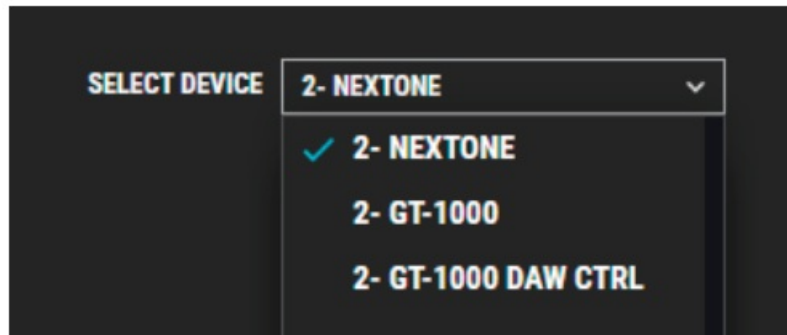 SELECT DEVICE 2- NEXTONE
2- NEXTONE
2- GT-1000
2- GT-1000 DAW CTRL